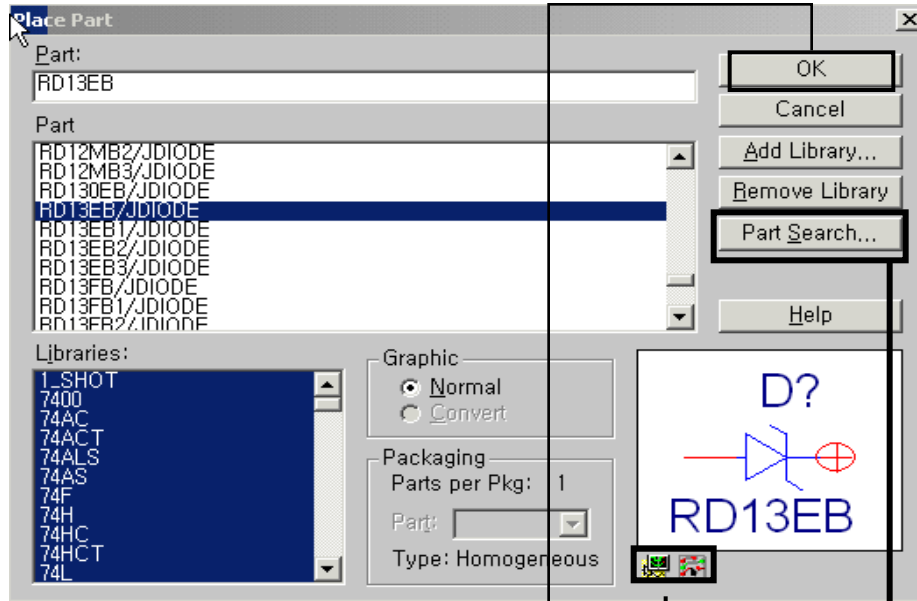 Place Part
Part:
RD13EB
Part
RD12MB2/JDIODE
RD12MB3/JDIODE
RD130EB/JDIODE
RD13EB/JDIODE
RD13EB1/JDIODE
RD13EB2/JDIODE
RD13EB3/JDIODE
RD13FB/JDIODE
RD13FB1/JDIODE
RD13FB2/JDIODE
OK
Cancel
Add Library...
Remove Library
Part Search...
Help
Libraries:
1_SHOT
7400
74AC
74ACT
74ALS
74AS
74F
74H
74HC
74HCT
74L
Graphic
Normal
Convert
Packaging
Parts per Pkg: 1
Part:
Type: Homogeneous
D?
RD13EB